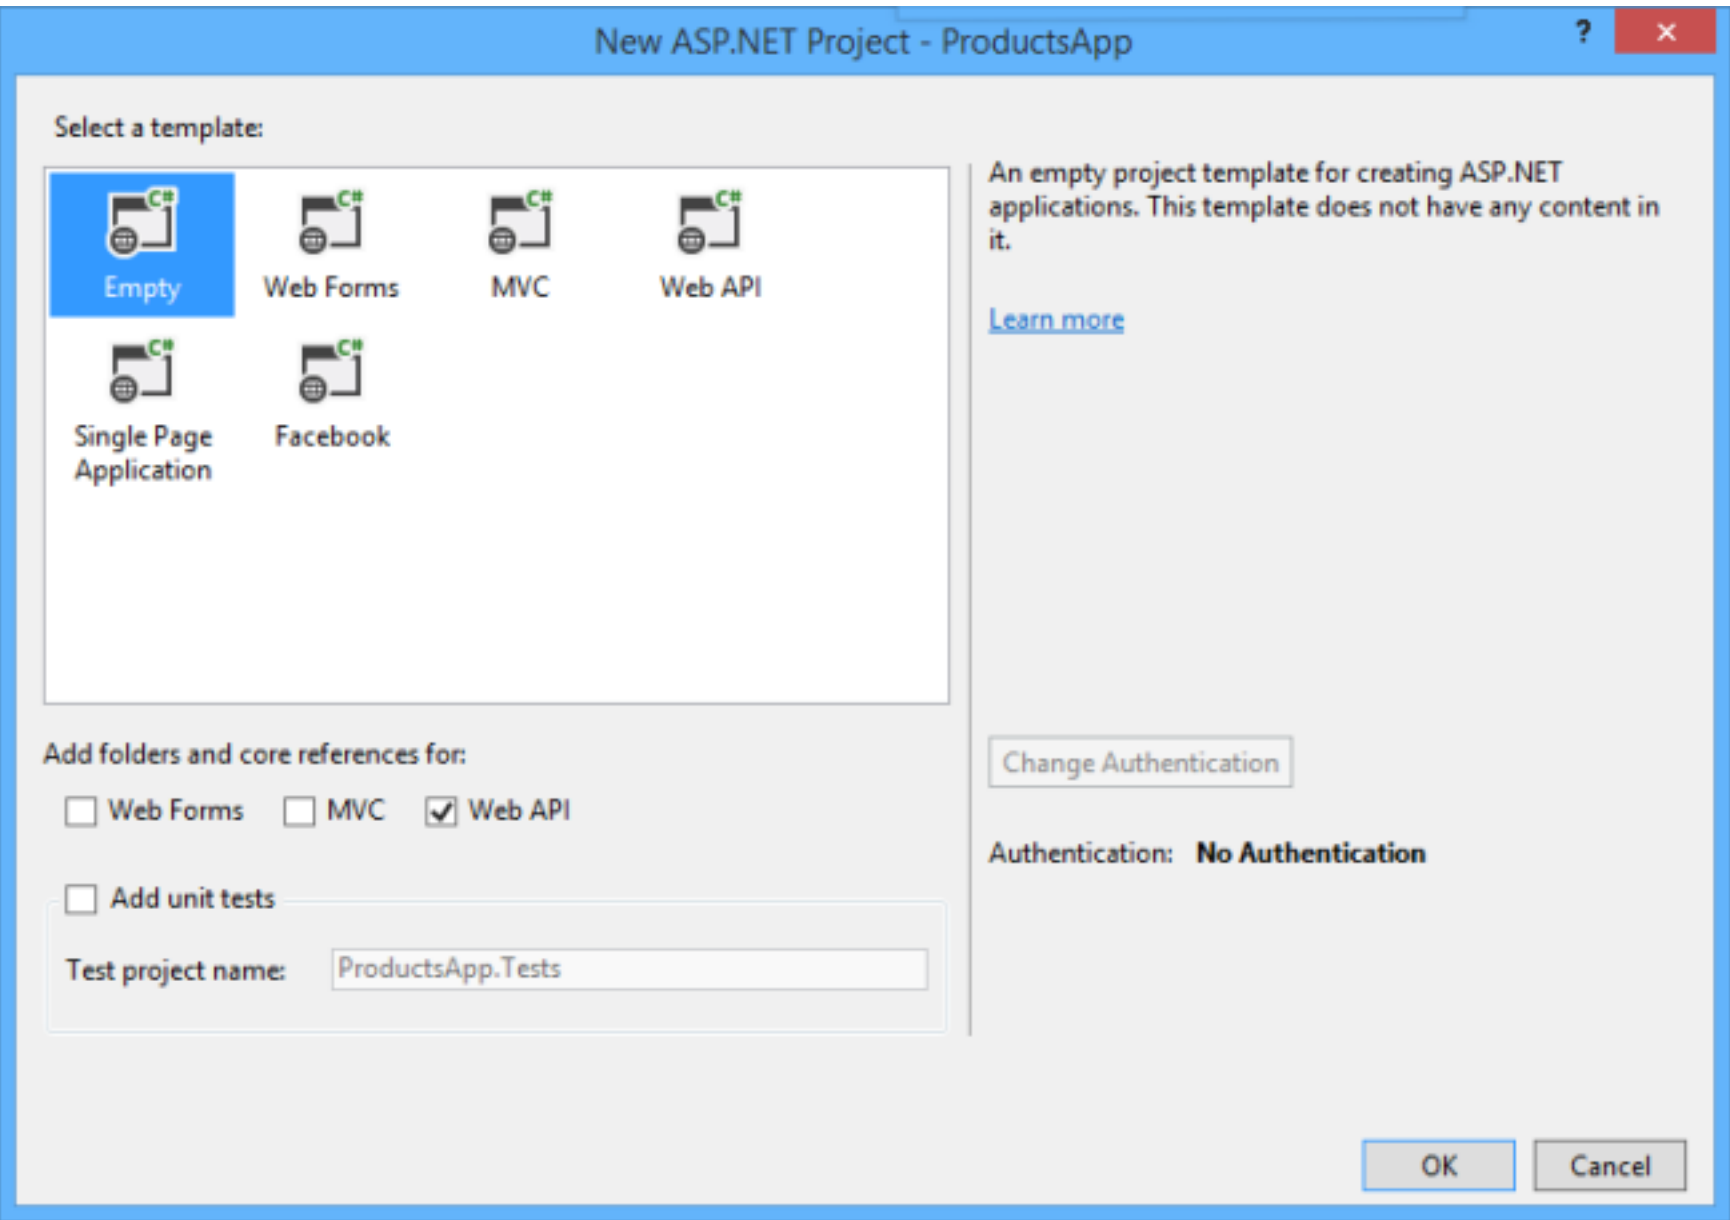 New ASP.NET Project - ProductsApp
?
Select a template:
C# C# C# C#
Empty Web Forms MVC Web API
C# C#
Single Page Facebook
Application
An empty project template for creating ASP.NET
applications. This template does not have any content in
it.
Learn more
Add folders and core references for:
Web Forms MVC Web API
Add unit tests
Test project name: ProductsApp.Tests
Change Authentication
Authentication: No Authentication
OK Cancel